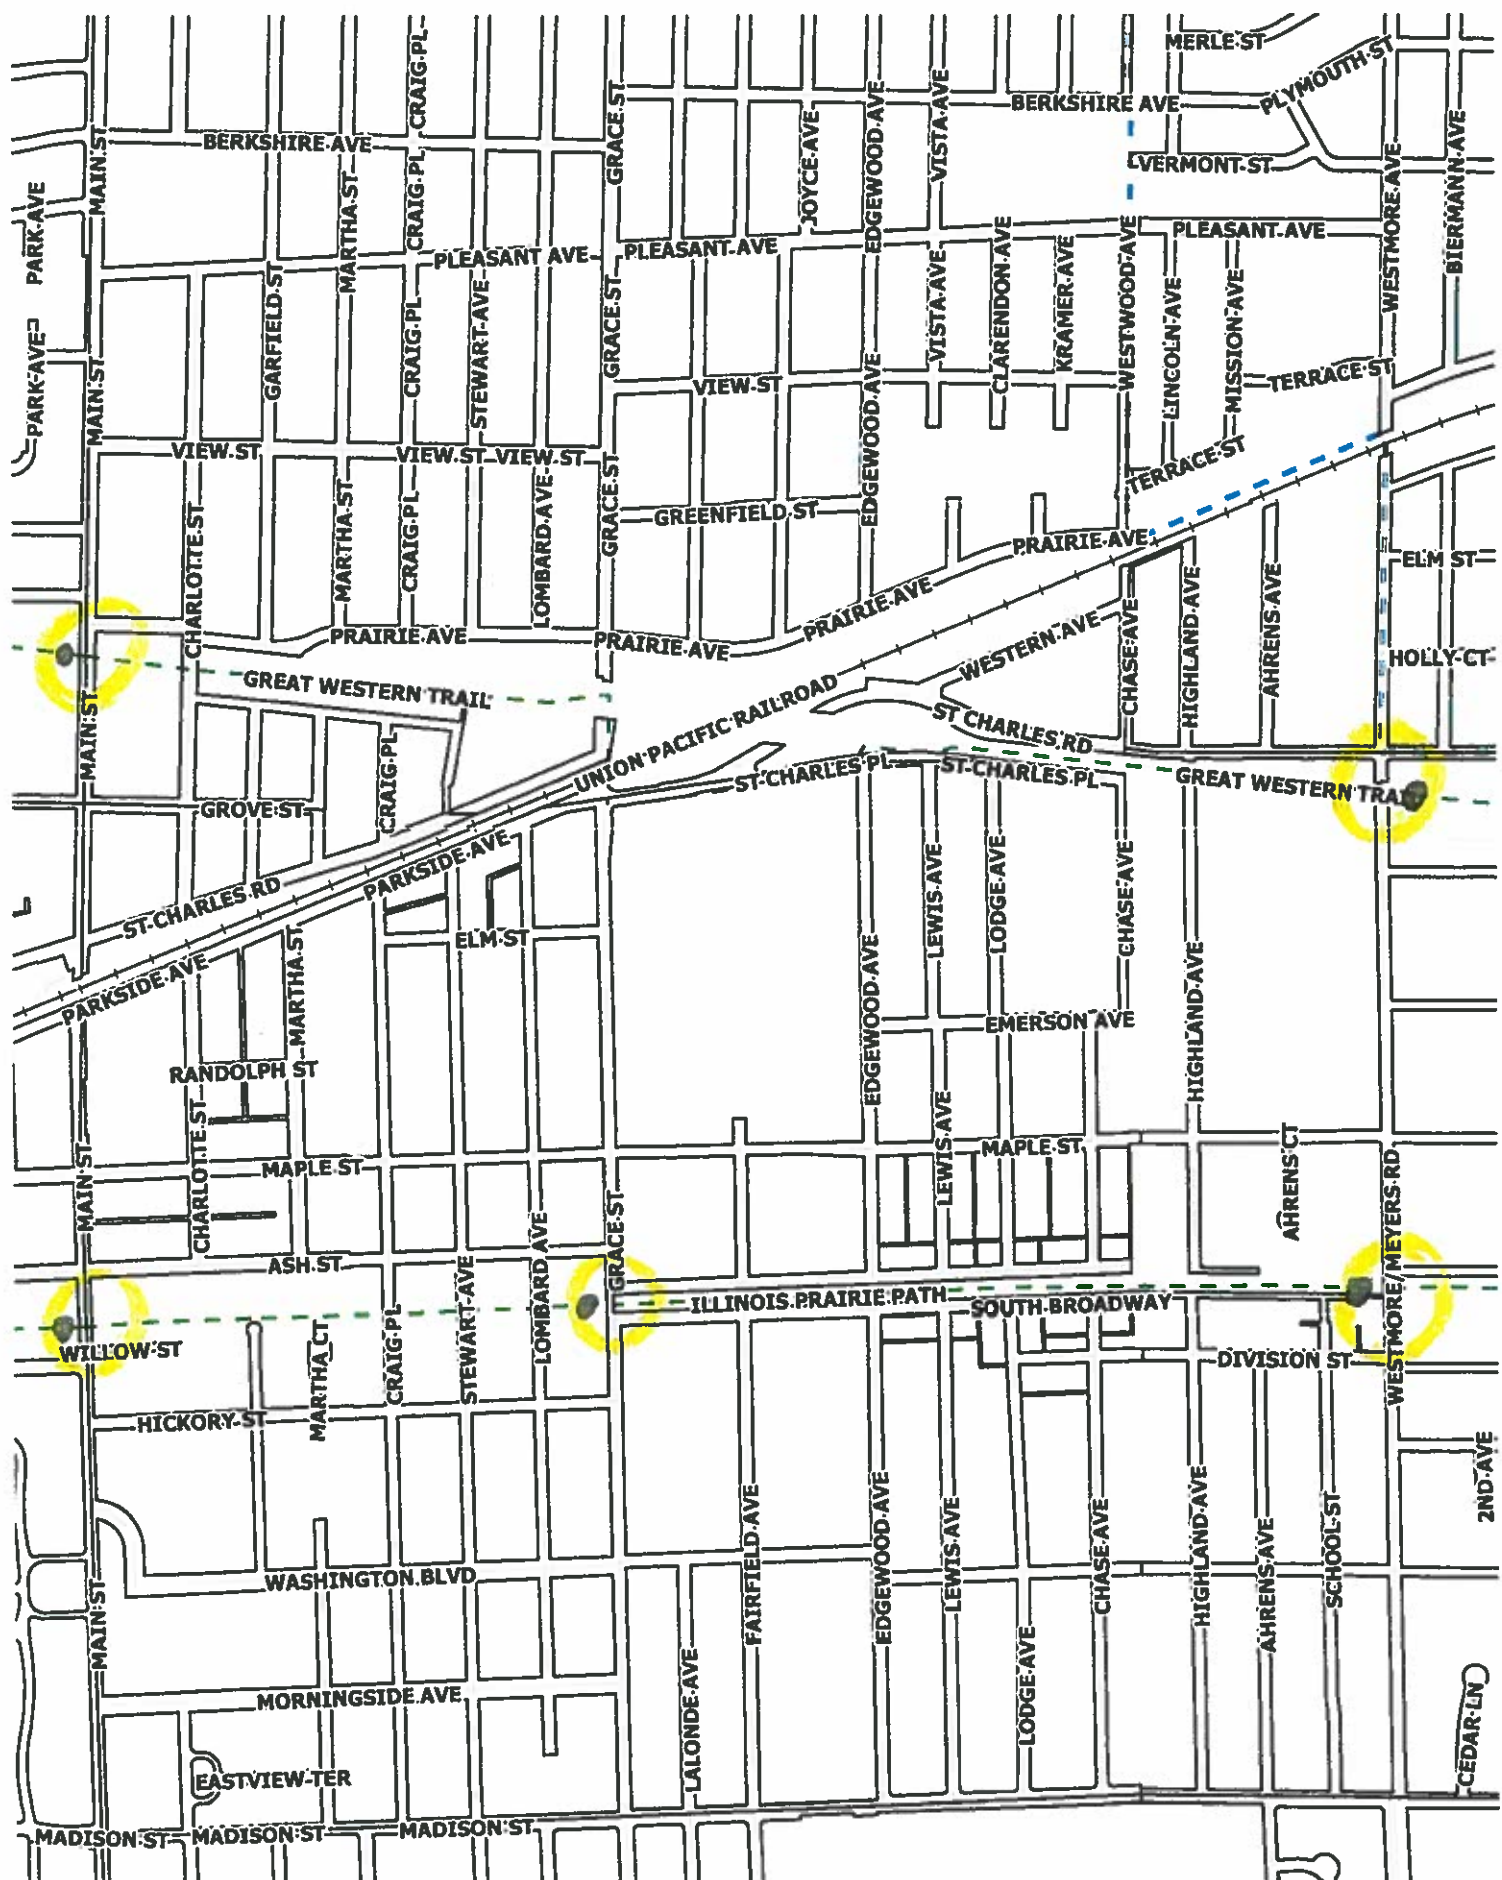 MERLE ST
PLYMOUTH ST
CRAIG PL
BERKSHIRE AVE
BERKSHIRE AVE
GRACE ST
JOYCE AVE
EDGEWOOD AVE
VISTA AVE
MAIN ST
BIERMANN AVE
VERMONT ST
WESTMORE AVE
PARK AVE
MARTHA ST
CRAIG PL
PLEASANT AVE
PLEASANT AVE
PLEASANT AVE
GARFIELD ST
STEWART AVE
GRACE ST
VISTA AVE
CLARENDON AVE
KRAMER AVE
WESTWOOD AVE
LINCOLN AVE
MISSION AVE
CRAIG PL
PARK AVE
MAIN ST
VIEW ST
TERRACE ST
EDGEWOOD AVE
VIEW ST
VIEW ST
VIEW ST
TERRACE ST
CHARLOTTE ST
MARTHA ST
CRAIG PL
LOMBARD AVE
GRACE ST
GREENFIELD ST
PRAIRIE AVE
ELM ST
PRAIRIE AVE
PRAIRIE AVE
PRAIRIE AVE
WESTERN AVE
CHASE AVE
HIGHLAND AVE
AHRENS AVE
HOLLY CT
GREAT WESTERN TRAIL
UNION PACIFIC RAILROAD
MAIN ST
ST CHARLES RD
CRAIG PL
ST CHARLES PL
ST CHARLES PL
GREAT WESTERN TRAIL
GROVE ST
PARKSIDE AVE
ST CHARLES RD
LEWIS AVE
LODGE AVE
CHASE AVE
ELM ST
MARTHA ST
PARKSIDE AVE
EDGEWOOD AVE
EMERSON AVE
HIGHLAND AVE
RANDOLPH ST
CHARLOTTE ST
MAIN ST
MAPLE ST
LEWIS AVE
MAPLE ST
AHRENS CT
WESTMORE/MEYERS RD
GRACE ST
LOMBARD AVE
ASH ST
STEWART AVE
ILLINOIS PRAIRIE PATH
SOUTH BROADWAY
WILLOW ST
MARTHA CT
CRAIG PL
DIVISION ST
HICKORY ST
2ND AVE
FAIRFIELD AVE
EDGEWOOD AVE
LEWIS AVE
CHASE AVE
HIGHLAND AVE
AHRENS AVE
SCHOOL ST
WASHINGTON BLVD
MAIN ST
LALONDE AVE
LODGE AVE
MORNINGSIDE AVE
CEDAR LN
EASTVIEW TER
MADISON ST
MADISON ST
MADISON ST